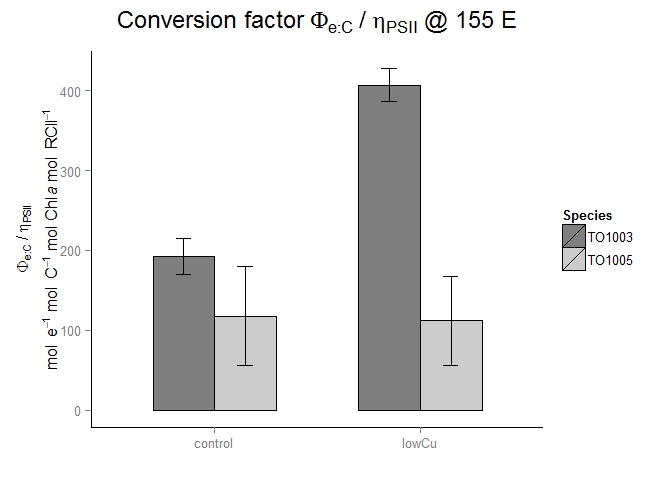 Conversion factor Φe:C / ηPSII @ 155 E
Φe:C / ηPSII
mol e⁻¹ mol C⁻¹ mol Chl a mol RCII⁻¹
400
300
200
100
0
control
lowCu
Species
TO1003
TO1005